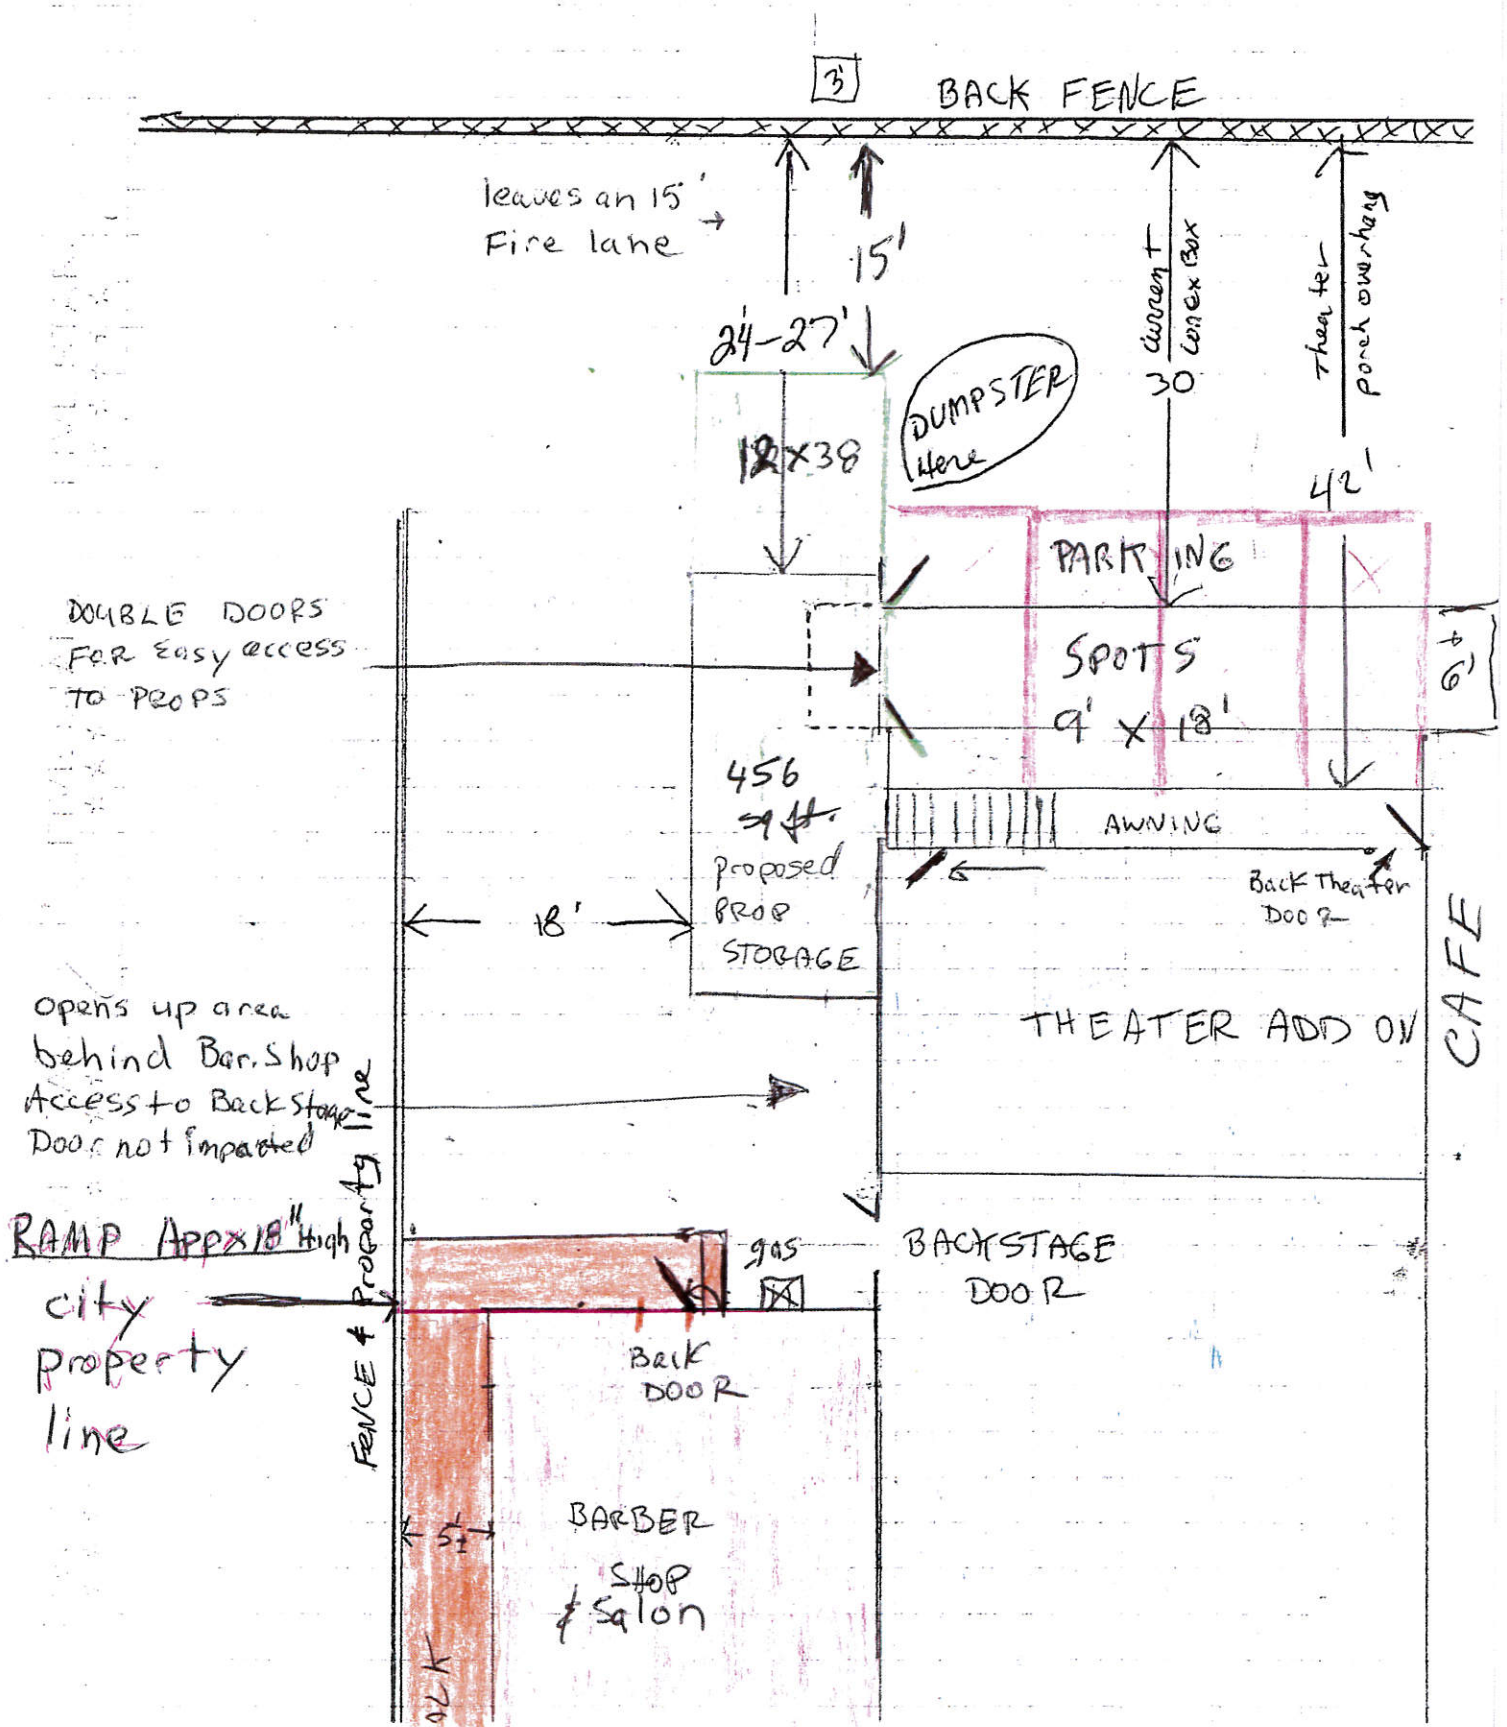 3'
BACK FENCE
leaves an 15'
Fire lane
15'
24-27'
current
conex Box
30
Theater
porch overhang
42'
DUMPSTER
Here
12x38
PARKING
SPOTS
9' x 18'
6'±
DOUBLE DOORS
FOR Easy access
TO PROPS
456
sq ft.
proposed
PROP
STORAGE
AWNING
Back Theater
DOOR
18'
CAFE
THEATER ADD ON
opens up area
behind Bar. Shop
Access to Back Stage
Door not impacted
FENCE & Property line
RAMP Appx 18" High
city
property
line
gas
BACKSTAGE
DOOR
Back
DOOR
BARBER
SHOP
& Salon
5±
ALK